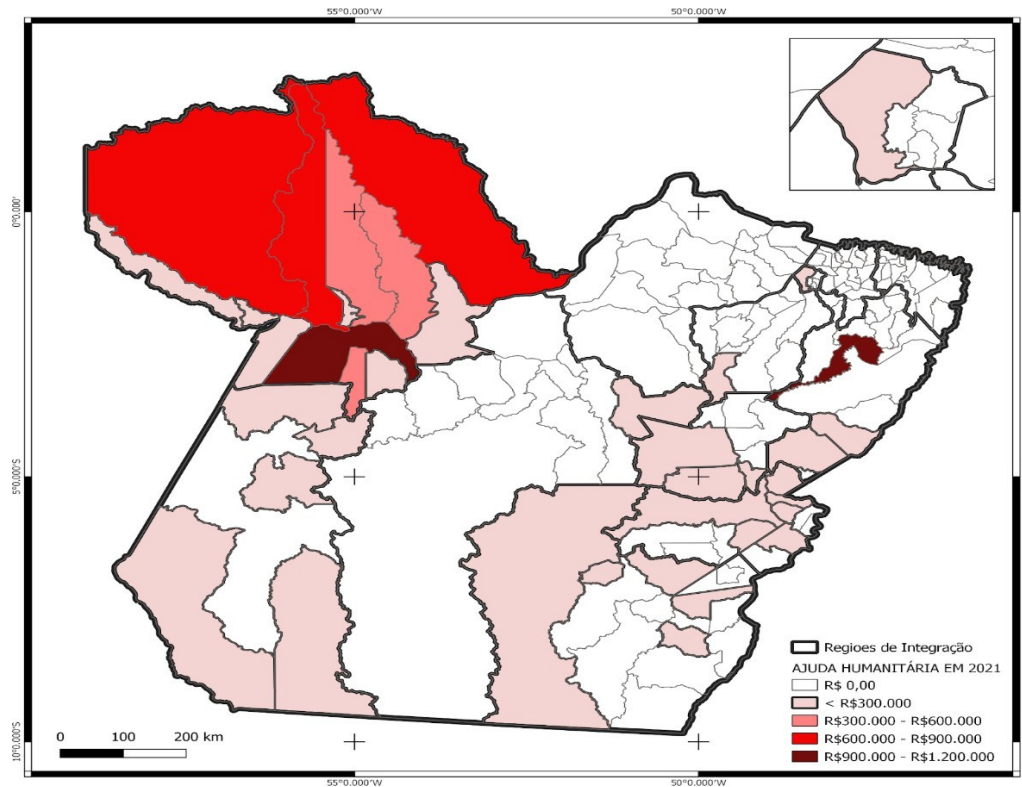 55°0.000'W
50°0.000'W
0°0.000'
5°0.000'S
10°0.000'S
Regioes de Integração
AJUDA HUMANITÁRIA EM 2021
R$ 0,00
< R$300.000
R$300.000 - R$600.000
R$600.000 - R$900.000
R$900.000 - R$1.200.000
0 100 200 km
55°0.000'W
50°0.000'W